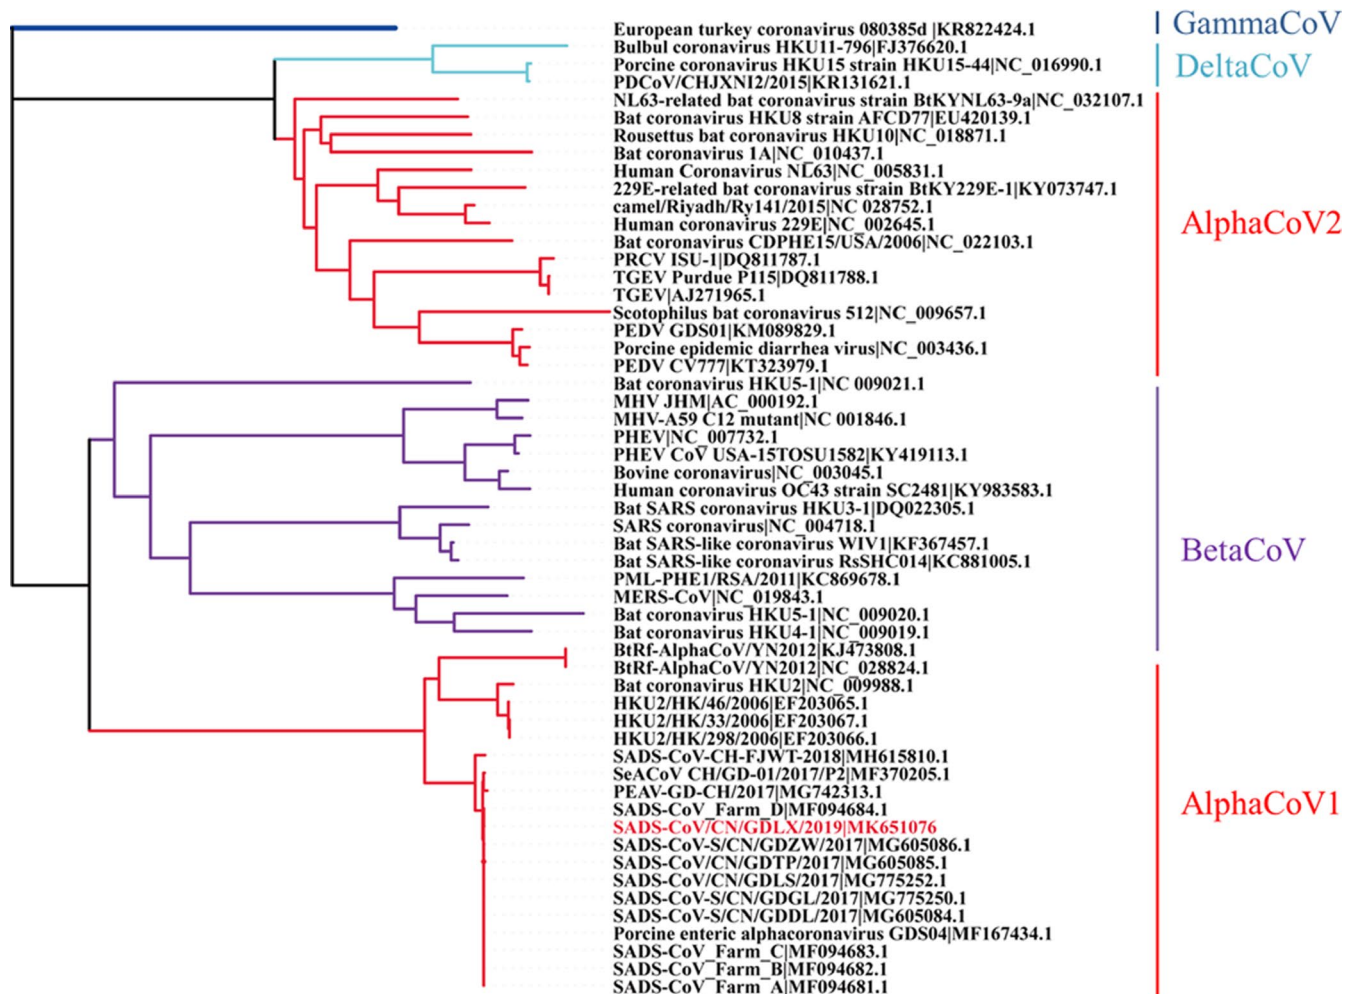 European turkey coronavirus 080385d |KR822424.1
GammaCoV
Bulbul coronavirus HKU11-796|FJ376620.1
Porcine coronavirus HKU15 strain HKU15-44|NC_016990.1
DeltaCoV
PDCoV/CHJXNI2/2015|KR131621.1
NL63-related bat coronavirus strain BtKYNL63-9a|NC_032107.1
Bat coronavirus HKU8 strain AFCD77|EU420139.1
Rousettus bat coronavirus HKU10|NC_018871.1
Bat coronavirus 1A|NC_010437.1
Human Coronavirus NL63|NC_005831.1
229E-related bat coronavirus strain BtKY229E-1|KY073747.1
camel/Riyadh/Ry141/2015|NC 028752.1
Human coronavirus 229E|NC_002645.1
AlphaCoV2
Bat coronavirus CDPHE15/USA/2006|NC_022103.1
PRCV ISU-1|DQ811787.1
TGEV Purdue P115|DQ811788.1
TGEV|AJ271965.1
Scotophilus bat coronavirus 512|NC_009657.1
PEDV GDS01|KM089829.1
Porcine epidemic diarrhea virus|NC_003436.1
PEDV CV777|KT323979.1
Bat coronavirus HKU5-1|NC 009021.1
MHV JHM|AC_000192.1
MHV-A59 C12 mutant|NC 001846.1
PHEV|NC_007732.1
PHEV CoV USA-15TOSU1582|KY419113.1
Bovine coronavirus|NC_003045.1
Human coronavirus OC43 strain SC2481|KY983583.1
Bat SARS coronavirus HKU3-1|DQ022305.1
SARS coronavirus|NC_004718.1
Bat SARS-like coronavirus WIV1|KF367457.1
BetaCoV
Bat SARS-like coronavirus RsSHC014|KC881005.1
PML-PHE1/RSA/2011|KC869678.1
MERS-CoV|NC_019843.1
Bat coronavirus HKU5-1|NC_009020.1
Bat coronavirus HKU4-1|NC_009019.1
BtRf-AlphaCoV/YN2012|KJ473808.1
BtRf-AlphaCoV/YN2012|NC_028824.1
Bat coronavirus HKU2|NC_009988.1
HKU2/HK/46/2006|EF203065.1
HKU2/HK/33/2006|EF203067.1
HKU2/HK/298/2006|EF203066.1
SADS-CoV-CH-FJWT-2018|MH615810.1
SeACoV CH/GD-01/2017/P2|MF370205.1
PEAV-GD-CH/2017|MG742313.1
SADS-CoV_Farm_D|MF094684.1
AlphaCoV1
SADS-CoV/CN/GDLX/2019|MK651076
SADS-CoV-S/CN/GDZW/2017|MG605086.1
SADS-CoV/CN/GDTP/2017|MG605085.1
SADS-CoV/CN/GDLS/2017|MG775252.1
SADS-CoV-S/CN/GDGL/2017|MG775250.1
SADS-CoV-S/CN/GDDL/2017|MG605084.1
Porcine enteric alphacoronavirus GDS04|MF167434.1
SADS-CoV_Farm_C|MF094683.1
SADS-CoV_Farm_B|MF094682.1
SADS-CoV_Farm_A|MF094681.1